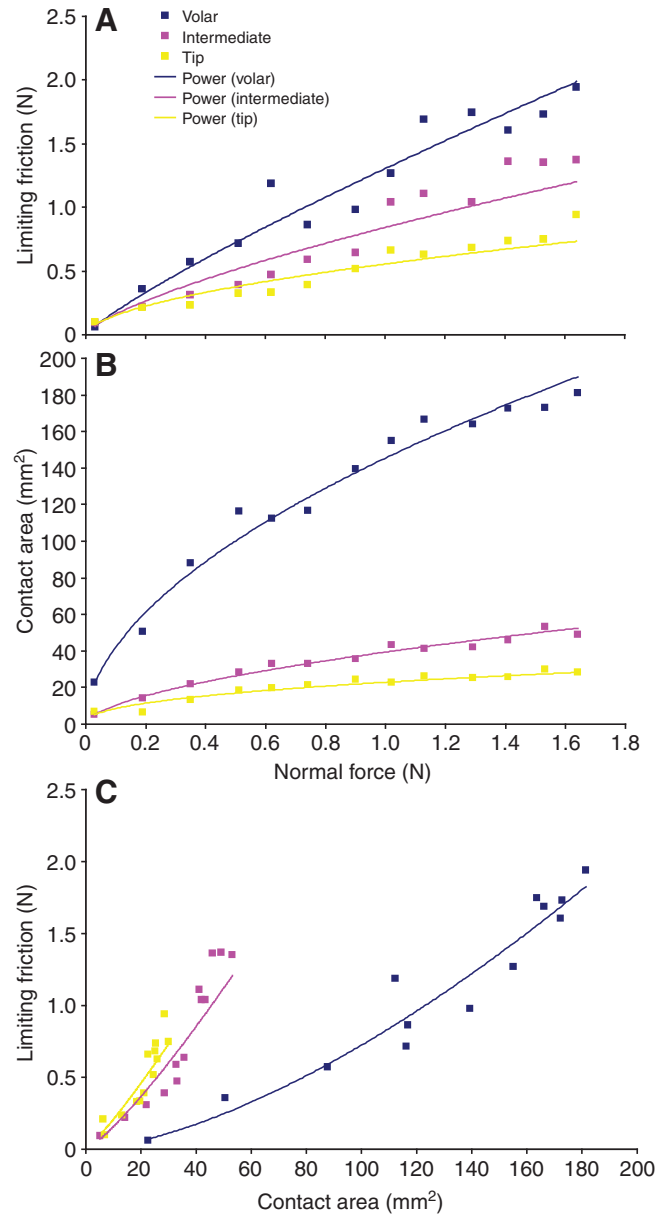 A
2.5
2.0
1.5
1.0
0.5
0
Limiting friction (N)
Volar
Intermediate
Tip
Power (volar)
Power (intermediate)
Power (tip)
B
200
180
160
140
120
100
80
60
40
20
0
Contact area (mm²)
0 0.2 0.4 0.6 0.8 1.0 1.2 1.4 1.6 1.8
Normal force (N)
C
2.5
2.0
1.5
1.0
0.5
0
Limiting friction (N)
0 20 40 60 80 100 120 140 160 180 200
Contact area (mm²)